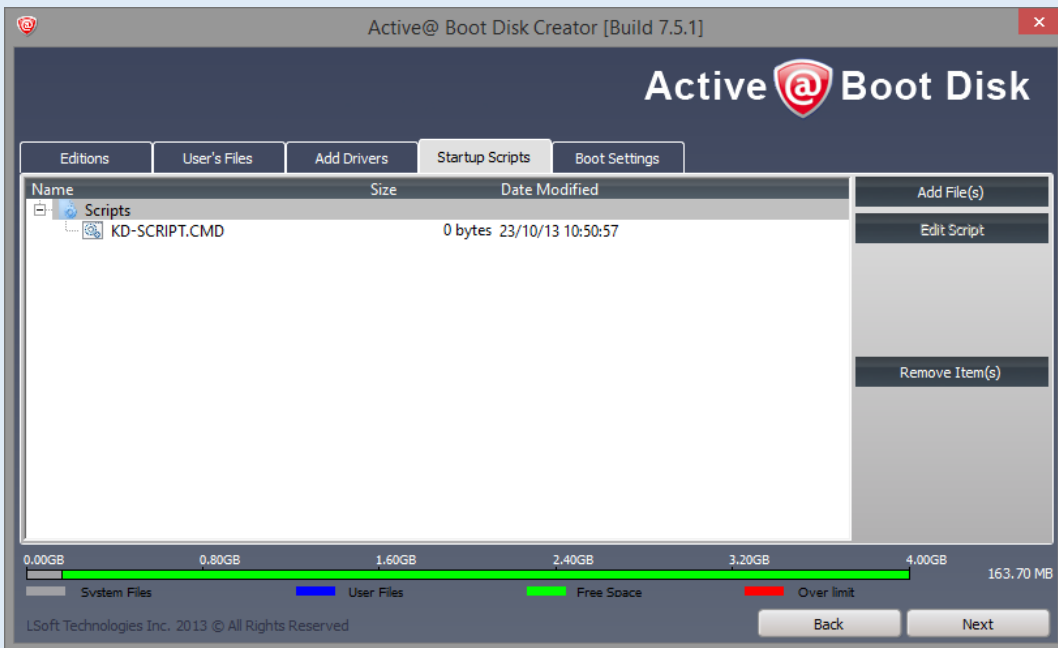 Active@ Boot Disk Creator [Build 7.5.1]
Active @ Boot Disk
Editions User's Files Add Drivers Startup Scripts Boot Settings
Name Size Date Modified
Scripts
KD-SCRIPT.CMD 0 bytes 23/10/13 10:50:57
Add File(s)
Edit Script
Remove Item(s)
0.00GB 0.80GB 1.60GB 2.40GB 3.20GB 4.00GB
163.70 MB
System Files User Files Free Space Over limit
LSoft Technologies Inc. 2013 © All Rights Reserved
Back Next